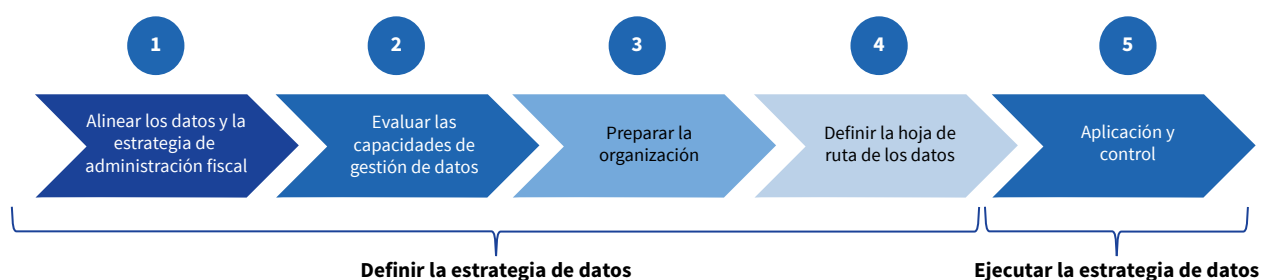 1
2
3
4
5
Alinear los datos y la
estrategia de
administración fiscal
Evaluar las
capacidades de
gestión de datos
Preparar la
organización
Definir la hoja de
ruta de los datos
Aplicación y
control
Definir la estrategia de datos
Ejecutar la estrategia de datos